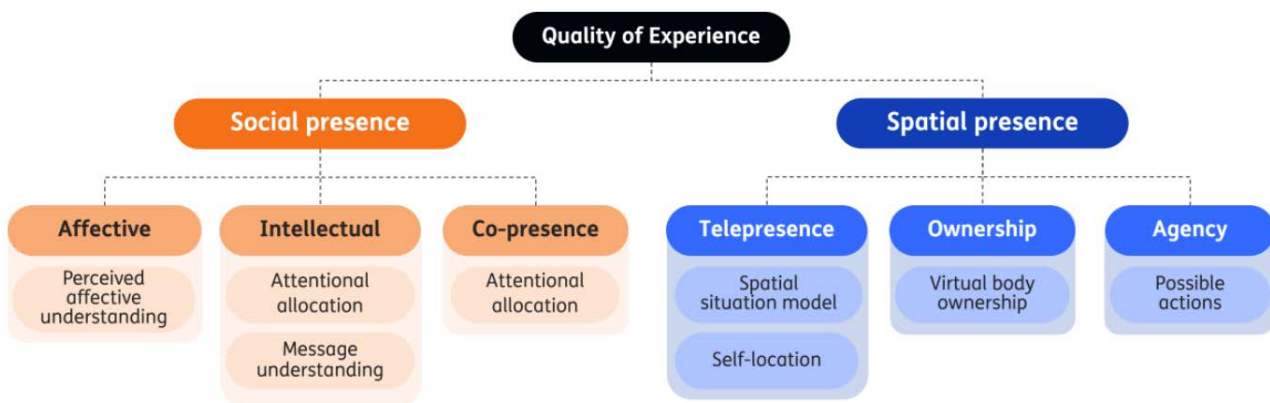 Quality of Experience
Social presence
Spatial presence
Affective
Intellectual
Co-presence
Telepresence
Ownership
Agency
Perceived
affective
understanding
Attentional
allocation
Message
understanding
Attentional
allocation
Spatial
situation model
Self-location
Virtual body
ownership
Possible
actions